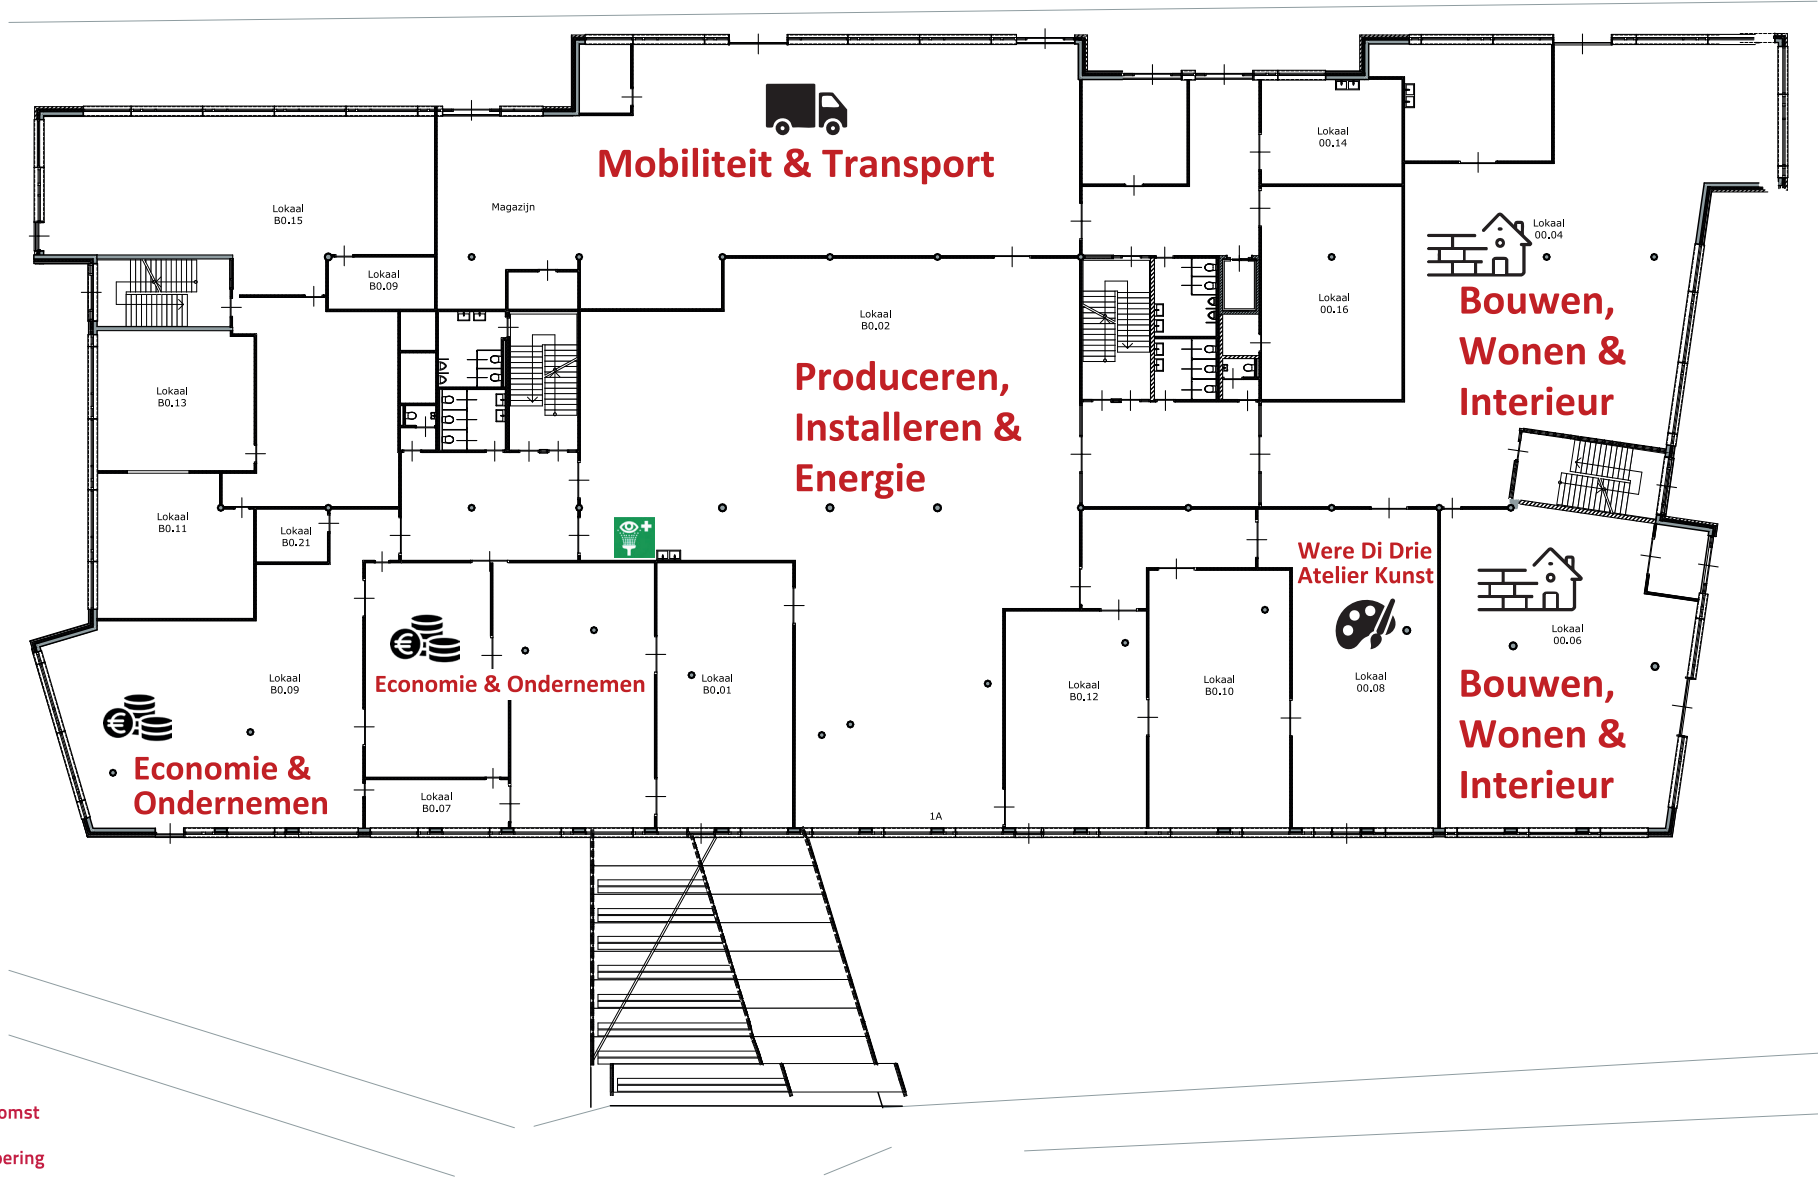 Mobiliteit & Transport
Lokaal
00.14
Lokaal
B0.15
Magazijn
Lokaal
00.04
Lokaal
B0.09
Lokaal
00.16
Lokaal
B0.02
Bouwen,
Wonen &
Interieur
Produceren,
Installeren &
Energie
Lokaal
B0.13
Lokaal
B0.11
Lokaal
B0.21
Were Di Drie
Atelier Kunst
Lokaal
00.06
Lokaal
B0.09
Economie & Ondernemen
Lokaal
B0.01
Lokaal
B0.12
Lokaal
B0.10
Lokaal
00.08
Bouwen,
Wonen &
Interieur
Economie &
Ondernemen
Lokaal
B0.07
1A
omst
ering